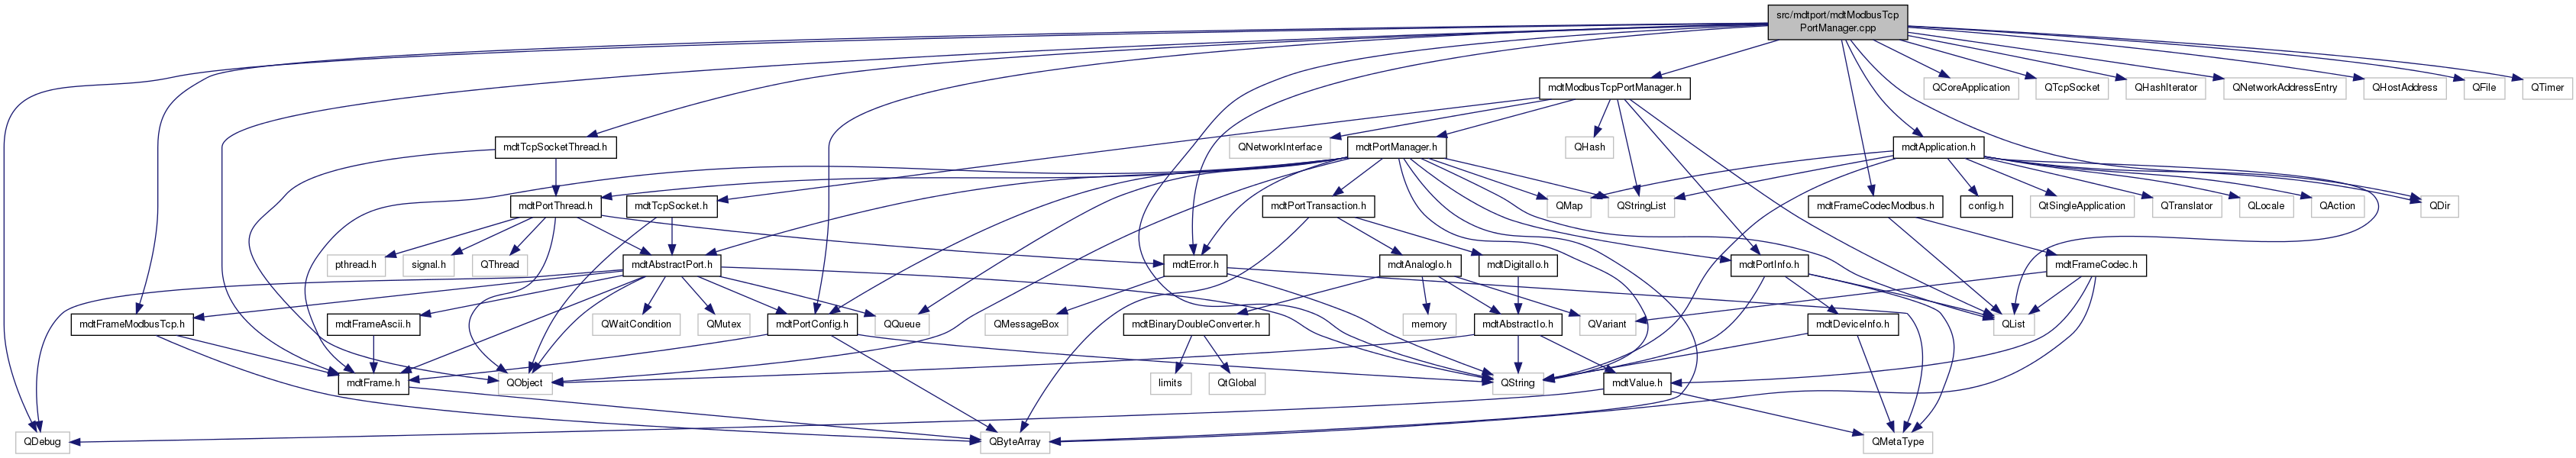 src/mdtport/mdtModbusTcp
PortManager.cpp
mdtModbusTcpPortManager.h
QCoreApplication
QTcpSocket
QHashIterator
QNetworkAddressEntry
QHostAddress
QFile
QTimer
mdtTcpSocketThread.h
QNetworkInterface
mdtPortManager.h
QHash
mdtApplication.h
mdtPortThread.h
mdtTcpSocket.h
mdtPortTransaction.h
QMap
QStringList
mdtFrameCodecModbus.h
config.h
QtSingleApplication
QTranslator
QLocale
QAction
QDir
pthread.h
signal.h
QThread
mdtAbstractPort.h
mdtError.h
mdtAnalogIo.h
mdtDigitalIo.h
mdtPortInfo.h
mdtFrameCodec.h
mdtFrameModbusTcp.h
mdtFrameAscii.h
QWaitCondition
QMutex
mdtPortConfig.h
QQueue
QMessageBox
mdtBinaryDoubleConverter.h
memory
mdtAbstractIo.h
QVariant
mdtDeviceInfo.h
QList
mdtFrame.h
QObject
limits
QtGlobal
QString
mdtValue.h
QDebug
QByteArray
QMetaType